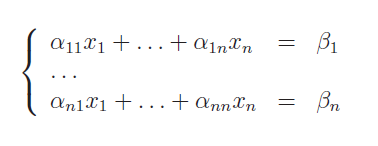 α₁₁x₁ + … + α₁ₙxₙ = β₁
…
αₙ₁x₁ + … + αₙₙxₙ = βₙ